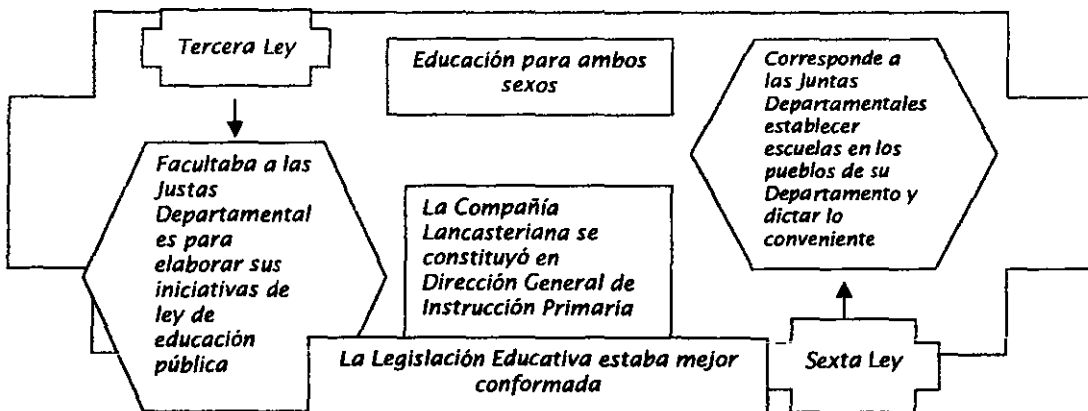 Tercera Ley
Facultaba a las
Justas
Departamental
es para
elaborar sus
iniciativas de
ley de
educación
pública
Educación para ambos
sexos
La Compañía
Lancasteriana se
constituyó en
Dirección General de
Instrucción Primaria
La Legislación Educativa estaba mejor
conformada
Corresponde a
las Juntas
Departamentales
establecer
escuelas en los
pueblos de su
Departamento y
dictar lo
conveniente
Sexta Ley